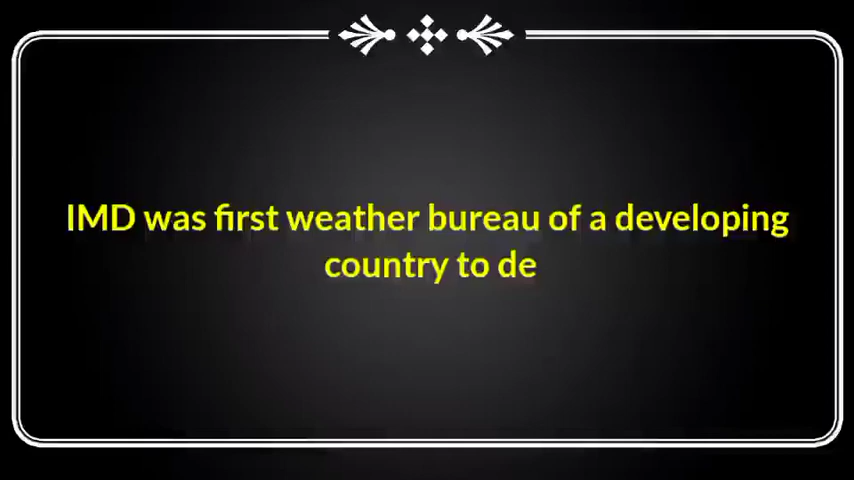 IMD was first weather bureau of a developing
country to de